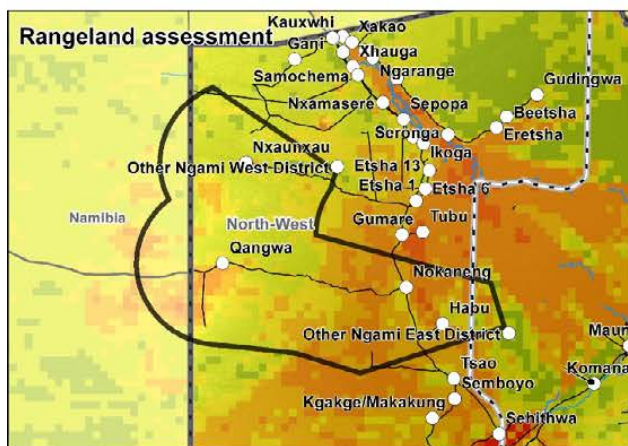 Rangeland assessment
Kauxwhi
Xakao
Gani
Xhauga
Samochema
Ngarange
Gudingwa
Nxamasere
Sepopa
Beetsha
Eretsha
Scronga
Ikoga
Nxaunxau
Etsha 13
Other Ngami West District
Etsha 1
Etsha 6
Namibia
North-West
Gumare
Tubu
Qangwa
Nokaneng
Habu
Other Ngami East District
Maun
Tsao
Komana
Semboyo
Kgakge/Makakung
Sehithwa